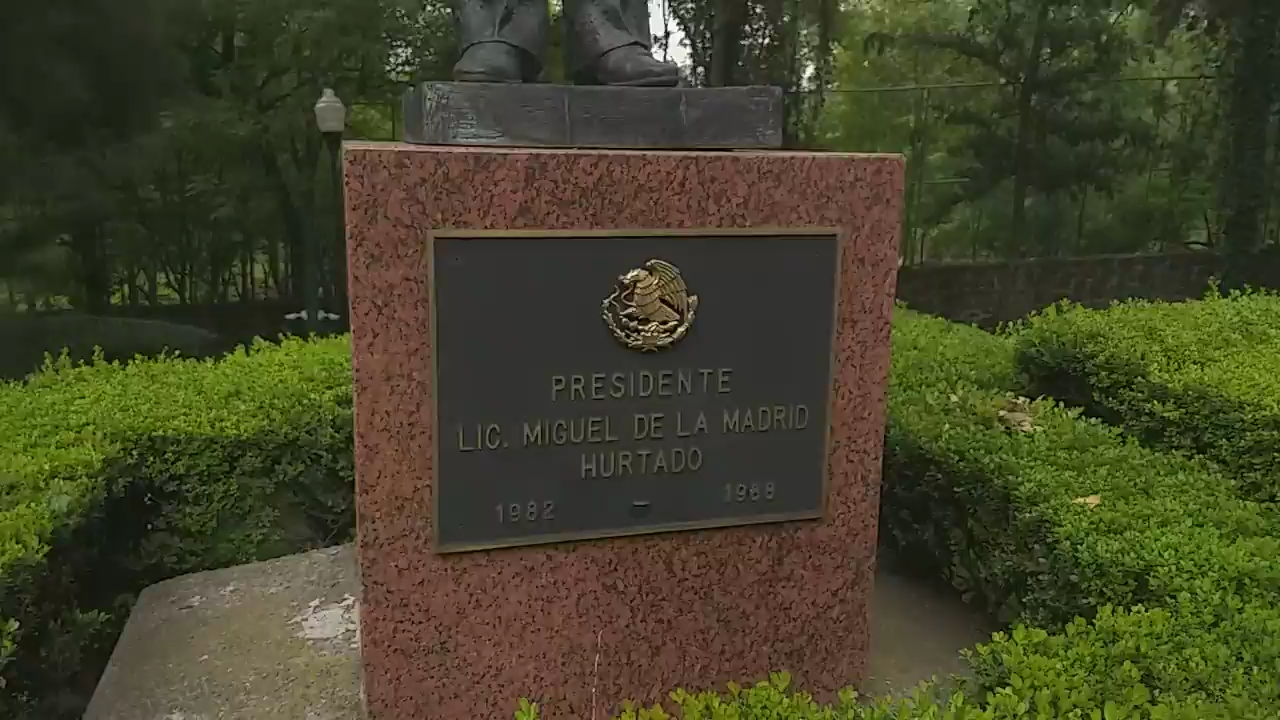 PRESIDENTE
LIC. MIGUEL DE LA MADRID
HURTADO
1982 – 1988